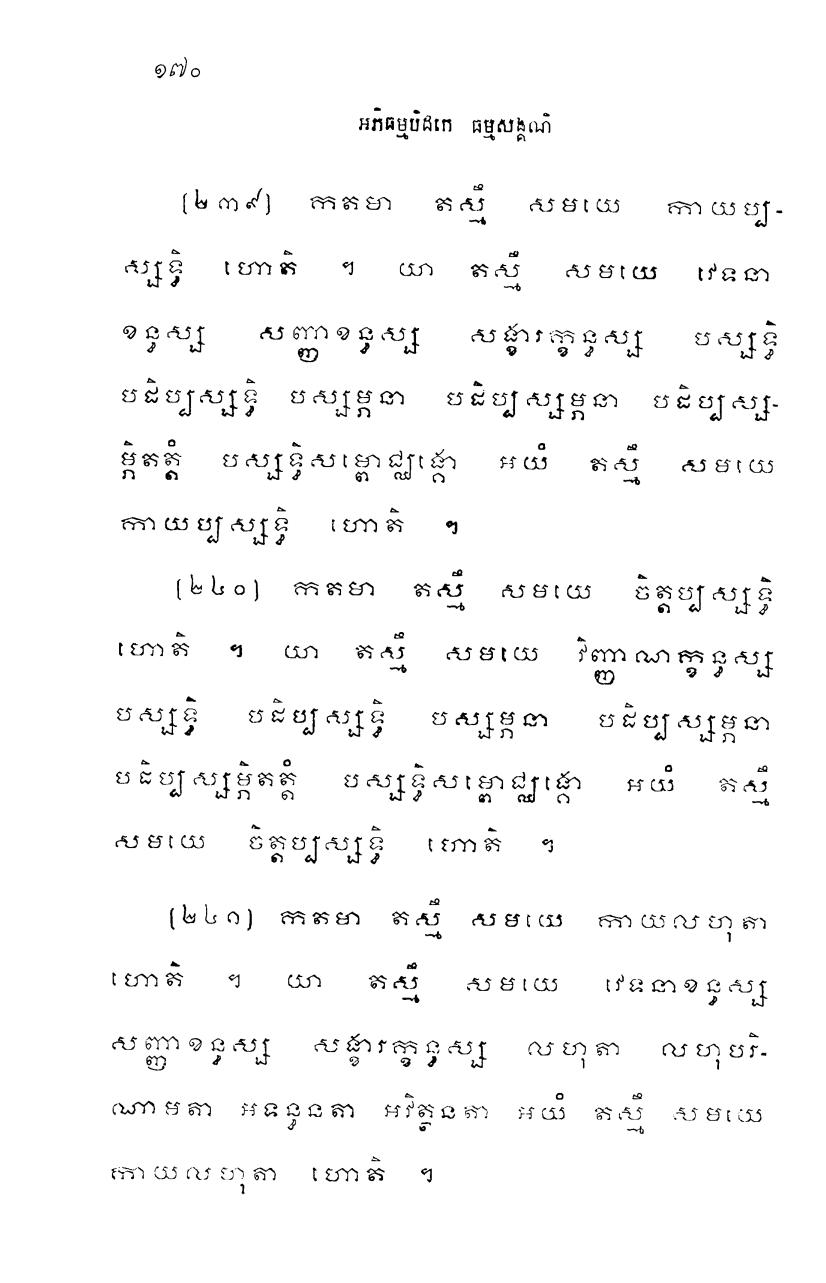 ១៧០
អភិធម្មបិដកេ ធម្មសង្គណិ
(២៣៩) កតមា តស្មឹ សមយេ កាយប្ប-
ស្សទ្ធិ ហោតិ ។ យា តស្មឹ សមយេ វេទនា
ខន្ធស្ស សញ្ញាខន្ធស្ស សង្ខារក្ខន្ធស្ស បស្សទ្ធិ
បដិប្បស្សទ្ធិ បស្សម្ភនា បដិប្បស្សម្ភនា បដិប្បស្ស-
ម្ភិតត្តំ បស្សទ្ធិសម្ពោជ្ឈង្គោ អយំ តស្មឹ សមយេ
កាយប្បស្សទ្ធិ ហោតិ ។
(២៤០) កតមា តស្មឹ សមយេ ចិត្តប្បស្សទ្ធិ
ហោតិ ។ យា តស្មឹ សមយេ វិញ្ញាណក្ខន្ធស្ស
បស្សទ្ធិ បដិប្បស្សទ្ធិ បស្សម្ភនា បដិប្បស្សម្ភនា
បដិប្បស្សម្ភិតត្តំ បស្សទ្ធិសម្ពោជ្ឈង្គោ អយំ តស្មឹ
សមយេ ចិត្តប្បស្សទ្ធិ ហោតិ ។
(២៤១) កតមា តស្មឹ សមយេ កាយលហុតា
ហោតិ ។ យា តស្មឹ សមយេ វេទនាខន្ធស្ស
សញ្ញាខន្ធស្ស សង្ខារក្ខន្ធស្ស លហុតា លហុបរិ-
ណាមតា អទន្ធនតា អវិត្ថនតា អយំ តស្មឹ សមយេ
កាយលហុតា ហោតិ ។